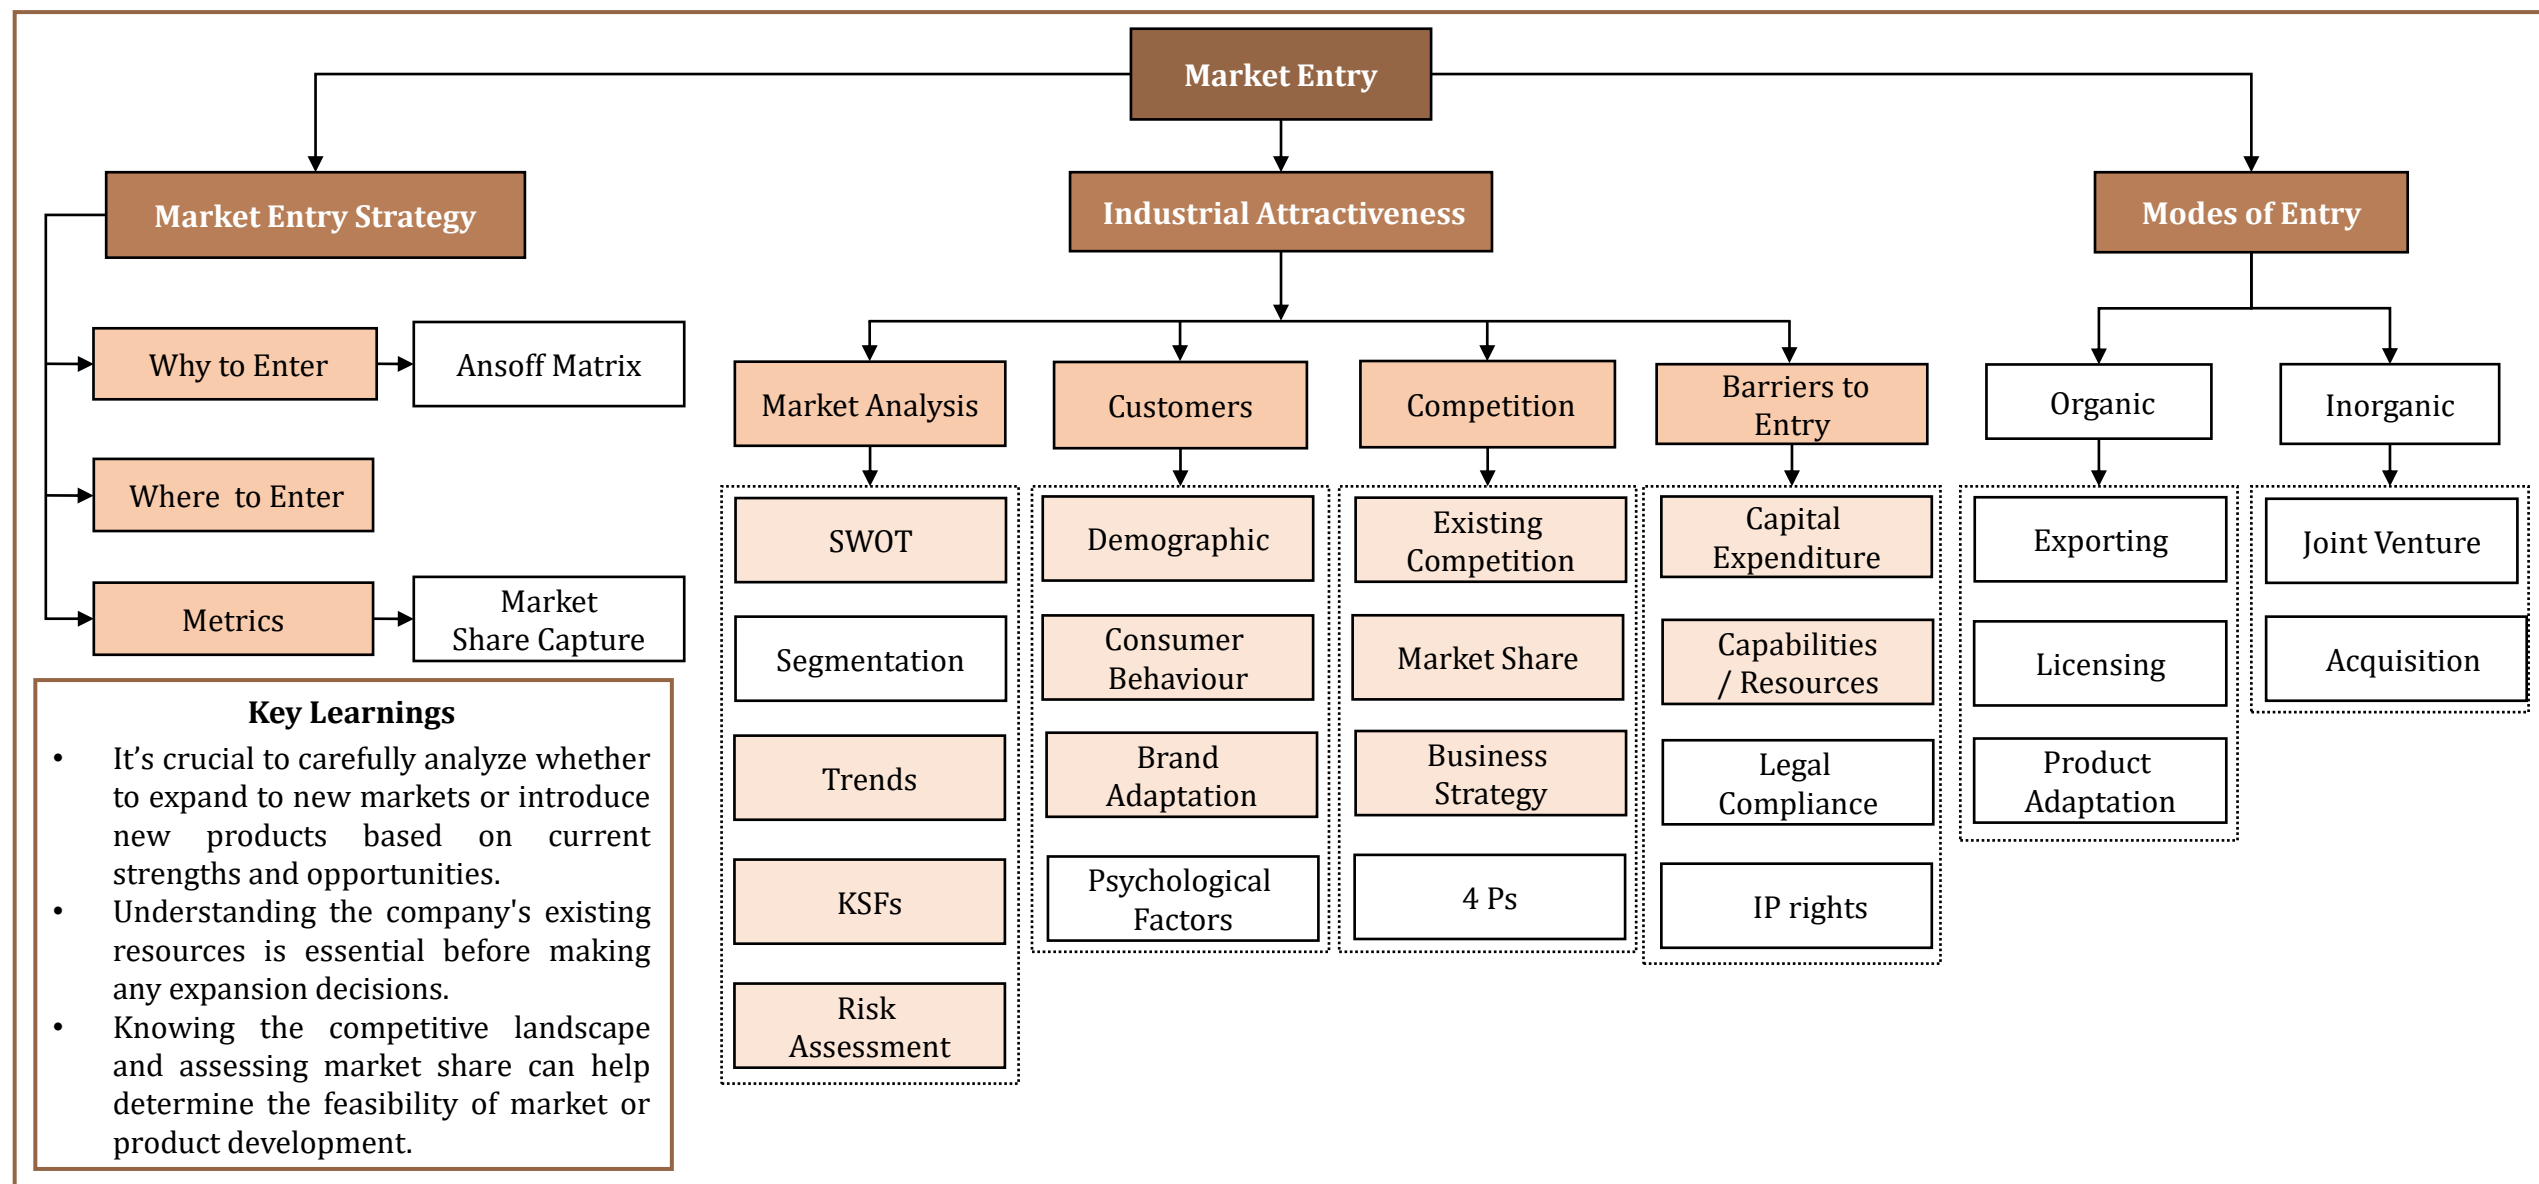 Market Entry
Market Entry Strategy
Industrial Attractiveness
Modes of Entry
Why to Enter
Ansoff Matrix
Where to Enter
Metrics
Market
Share Capture
Key Learnings
• It’s crucial to carefully analyze whether
to expand to new markets or introduce
new products based on current
strengths and opportunities.
• Understanding the company's existing
resources is essential before making
any expansion decisions.
• Knowing the competitive landscape
and assessing market share can help
determine the feasibility of market or
product development.
Market Analysis
SWOT
Segmentation
Trends
KSFs
Risk
Assessment
Customers
Demographic
Consumer
Behaviour
Brand
Adaptation
Psychological
Factors
Competition
Existing
Competition
Market Share
Business
Strategy
4 Ps
Barriers to
Entry
Capital
Expenditure
Capabilities
/ Resources
Legal
Compliance
IP rights
Organic
Exporting
Licensing
Product
Adaptation
Inorganic
Joint Venture
Acquisition